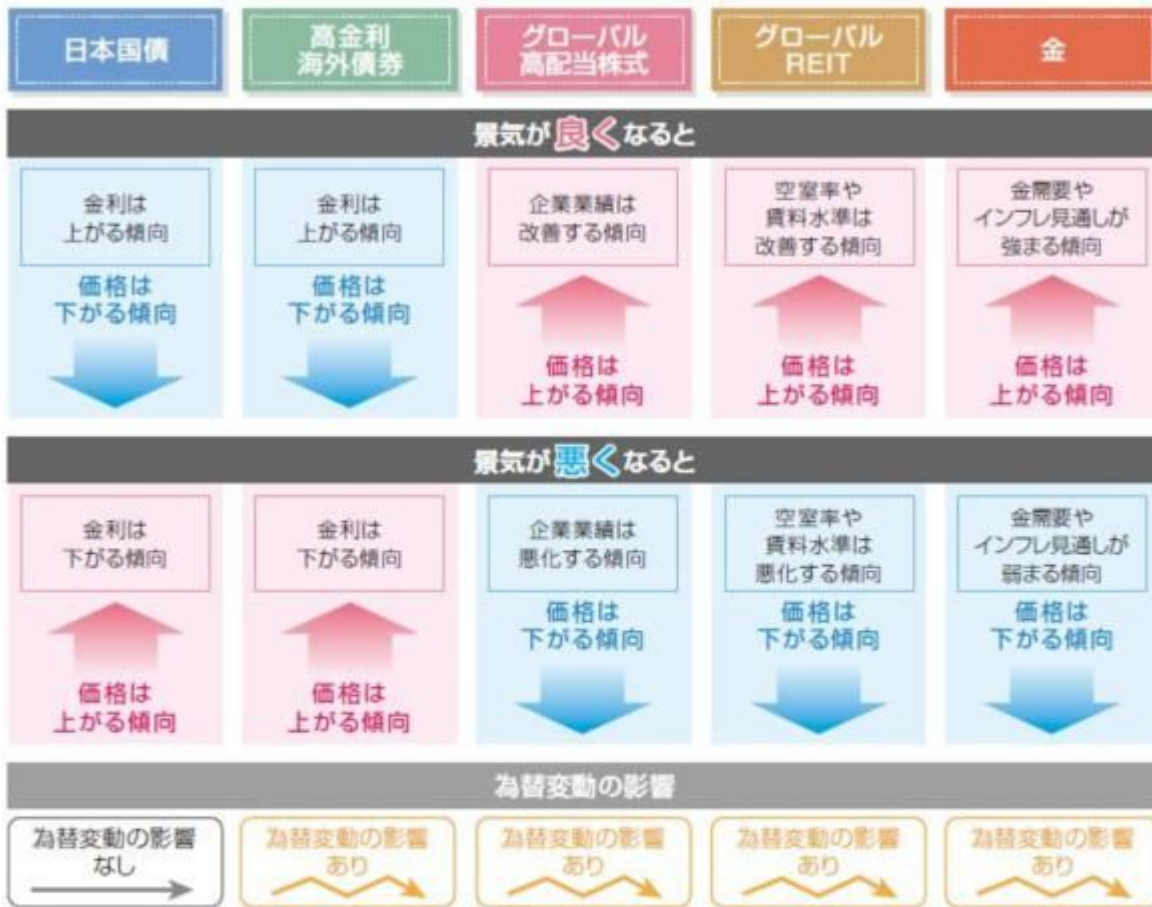 日本国債
高金利
海外債券
グローバル
高配当株式
グローバル
REIT
金
景気が良くなると
金利は
上がる傾向
価格は
下がる傾向
金利は
上がる傾向
価格は
下がる傾向
企業業績は
改善する傾向
価格は
上がる傾向
空室率や
賃料水準は
改善する傾向
価格は
上がる傾向
金需要や
インフレ見通しが
強まる傾向
価格は
上がる傾向
景気が悪くなると
金利は
下がる傾向
価格は
上がる傾向
金利は
下がる傾向
価格は
上がる傾向
企業業績は
悪化する傾向
価格は
下がる傾向
空室率や
賃料水準は
悪化する傾向
価格は
下がる傾向
金需要や
インフレ見通しが
弱まる傾向
価格は
下がる傾向
為替変動の影響
為替変動の影響
なし
為替変動の影響
あり
為替変動の影響
あり
為替変動の影響
あり
為替変動の影響
あり